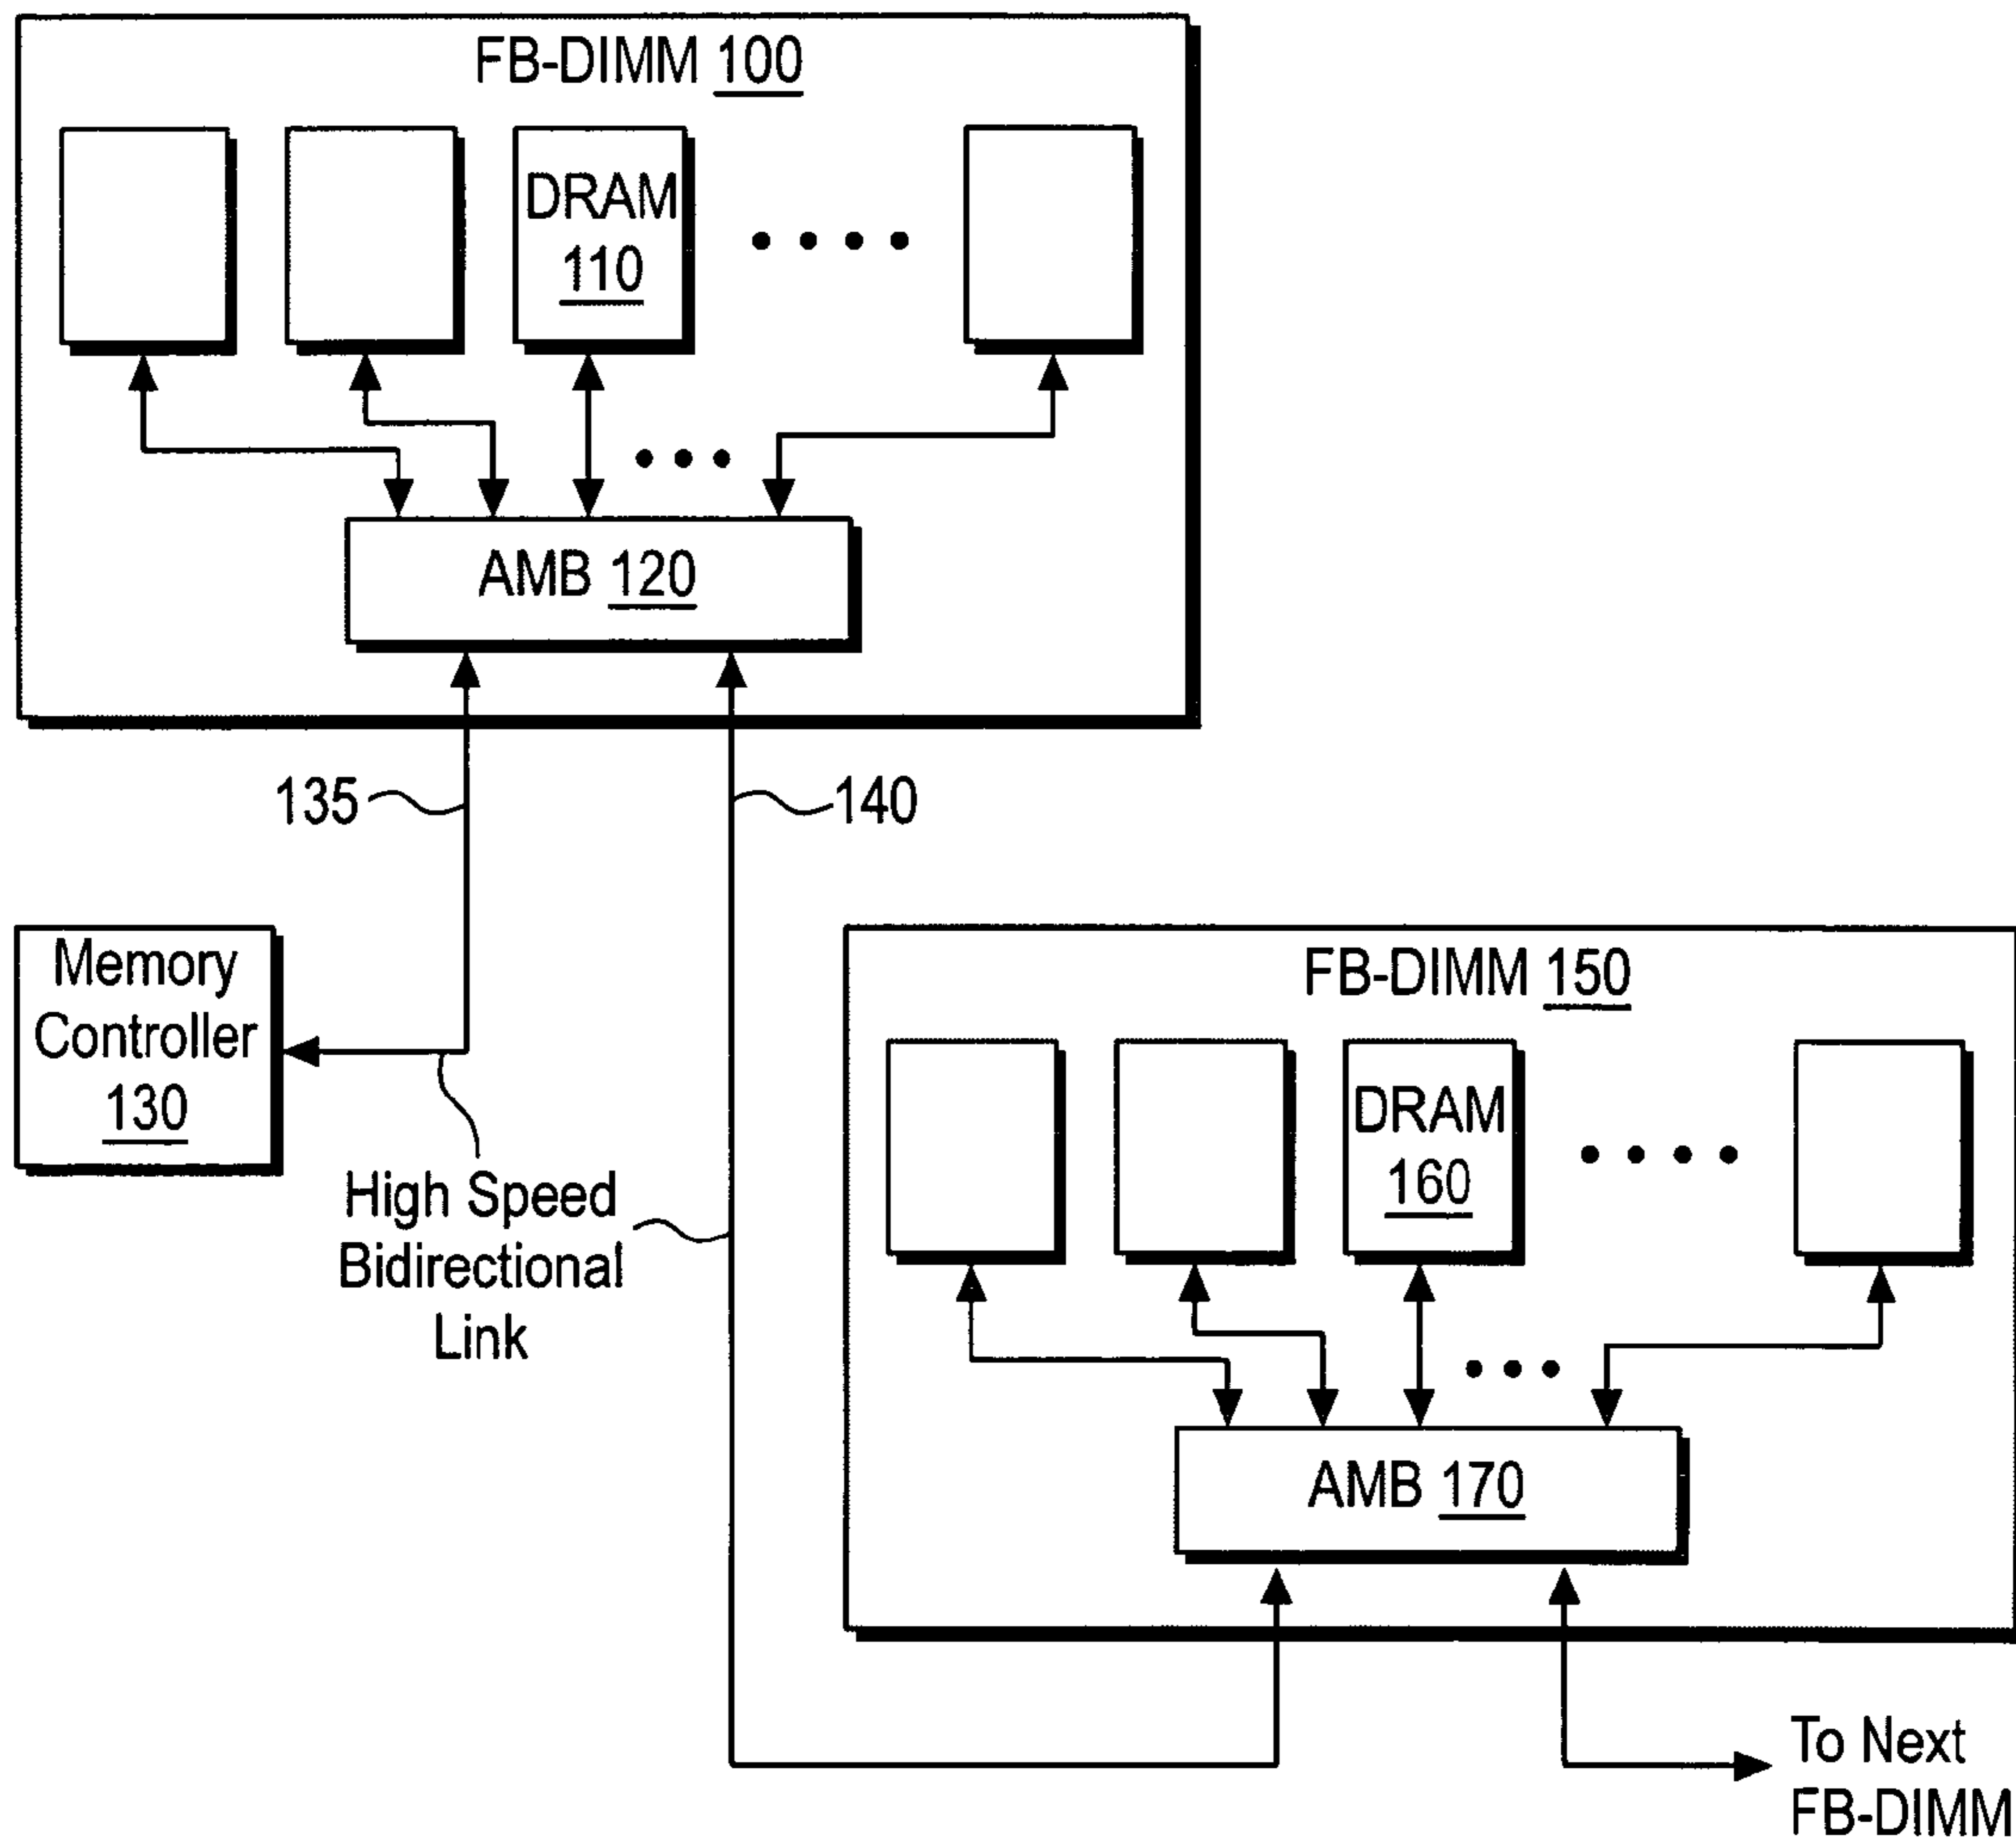 FB-DIMM 100
DRAM
110
AMB 120
135
140
Memory
Controller
130
High Speed
Bidirectional
Link
FB-DIMM 150
DRAM
160
AMB 170
To Next
FB-DIMM